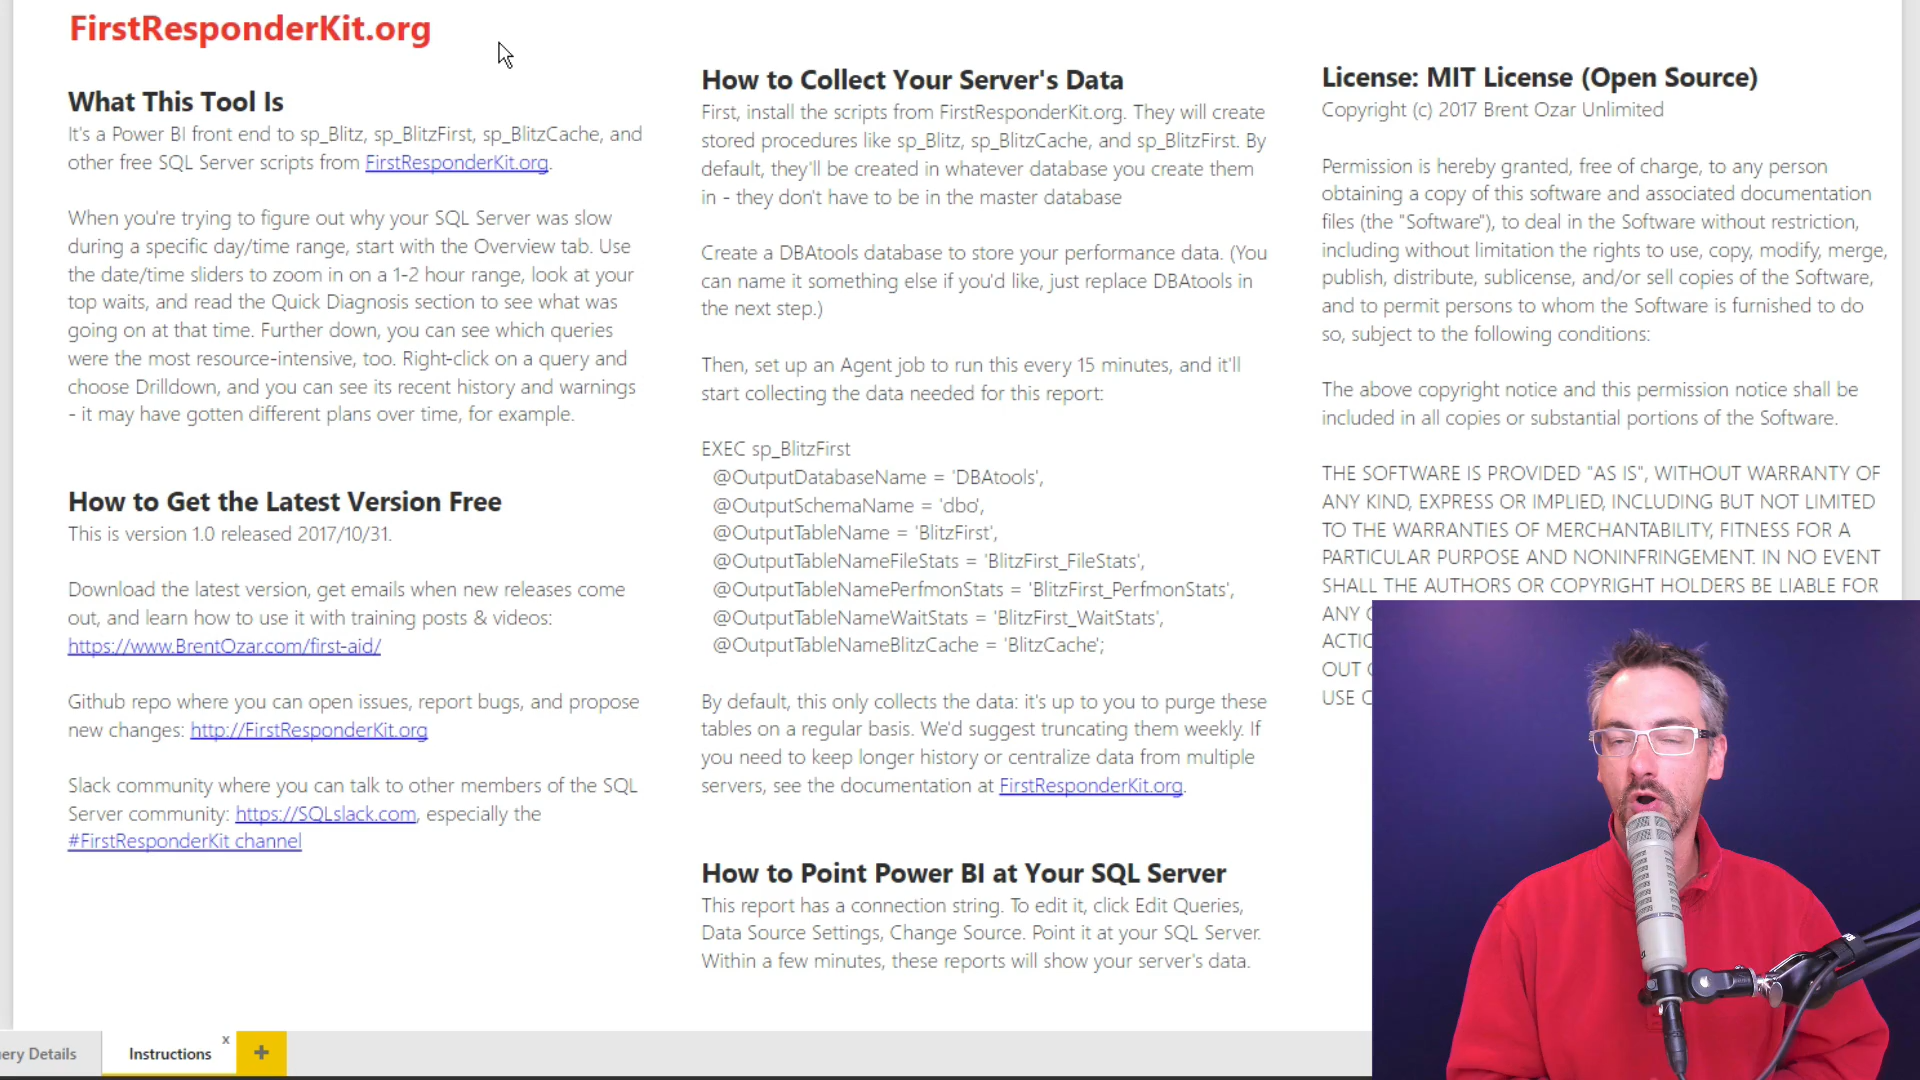 FirstResponderKit.org
What This Tool Is
It's a Power BI front end to sp_Blitz, sp_BlitzFirst, sp_BlitzCache, and
other free SQL Server scripts from FirstResponderKit.org.
When you're trying to figure out why your SQL Server was slow
during a specific day/time range, start with the Overview tab. Use
the date/time sliders to zoom in on a 1-2 hour range, look at your
top waits, and read the Quick Diagnosis section to see what was
going on at that time. Further down, you can see which queries
were the most resource-intensive, too. Right-click on a query and
choose Drilldown, and you can see its recent history and warnings
- it may have gotten different plans over time, for example.
How to Get the Latest Version Free
This is version 1.0 released 2017/10/31.
Download the latest version, get emails when new releases come
out, and learn how to use it with training posts & videos:
https://www.BrentOzar.com/first-aid/
Github repo where you can open issues, report bugs, and propose
new changes: http://FirstResponderKit.org
Slack community where you can talk to other members of the SQL
Server community: https://SQLslack.com, especially the
#FirstResponderKit channel
How to Collect Your Server's Data
First, install the scripts from FirstResponderKit.org. They will create
stored procedures like sp_Blitz, sp_BlitzCache, and sp_BlitzFirst. By
default, they'll be created in whatever database you create them
in - they don't have to be in the master database
Create a DBAtools database to store your performance data. (You
can name it something else if you'd like, just replace DBAtools in
the next step.)
Then, set up an Agent job to run this every 15 minutes, and it'll
start collecting the data needed for this report:
EXEC sp_BlitzFirst
@OutputDatabaseName = 'DBAtools',
@OutputSchemaName = 'dbo',
@OutputTableName = 'BlitzFirst',
@OutputTableNameFileStats = 'BlitzFirst_FileStats',
@OutputTableNamePerfmonStats = 'BlitzFirst_PerfmonStats',
@OutputTableNameWaitStats = 'BlitzFirst_WaitStats',
@OutputTableNameBlitzCache = 'BlitzCache';
By default, this only collects the data: it's up to you to purge these
tables on a regular basis. We'd suggest truncating them weekly. If
you need to keep longer history or centralize data from multiple
servers, see the documentation at FirstResponderKit.org.
How to Point Power BI at Your SQL Server
This report has a connection string. To edit it, click Edit Queries,
Data Source Settings, Change Source. Point it at your SQL Server.
Within a few minutes, these reports will show your server's data.
License: MIT License (Open Source)
Copyright (c) 2017 Brent Ozar Unlimited
Permission is hereby granted, free of charge, to any person
obtaining a copy of this software and associated documentation
files (the "Software"), to deal in the Software without restriction,
including without limitation the rights to use, copy, modify, merge,
publish, distribute, sublicense, and/or sell copies of the Software,
and to permit persons to whom the Software is furnished to do
so, subject to the following conditions:
The above copyright notice and this permission notice shall be
included in all copies or substantial portions of the Software.
THE SOFTWARE IS PROVIDED "AS IS", WITHOUT WARRANTY OF
ANY KIND, EXPRESS OR IMPLIED, INCLUDING BUT NOT LIMITED
TO THE WARRANTIES OF MERCHANTABILITY, FITNESS FOR A
PARTICULAR PURPOSE AND NONINFRINGEMENT. IN NO EVENT
SHALL THE AUTHORS OR COPYRIGHT HOLDERS BE LIABLE FOR
ANY
OUT
USE
ery Details
Instructions x +